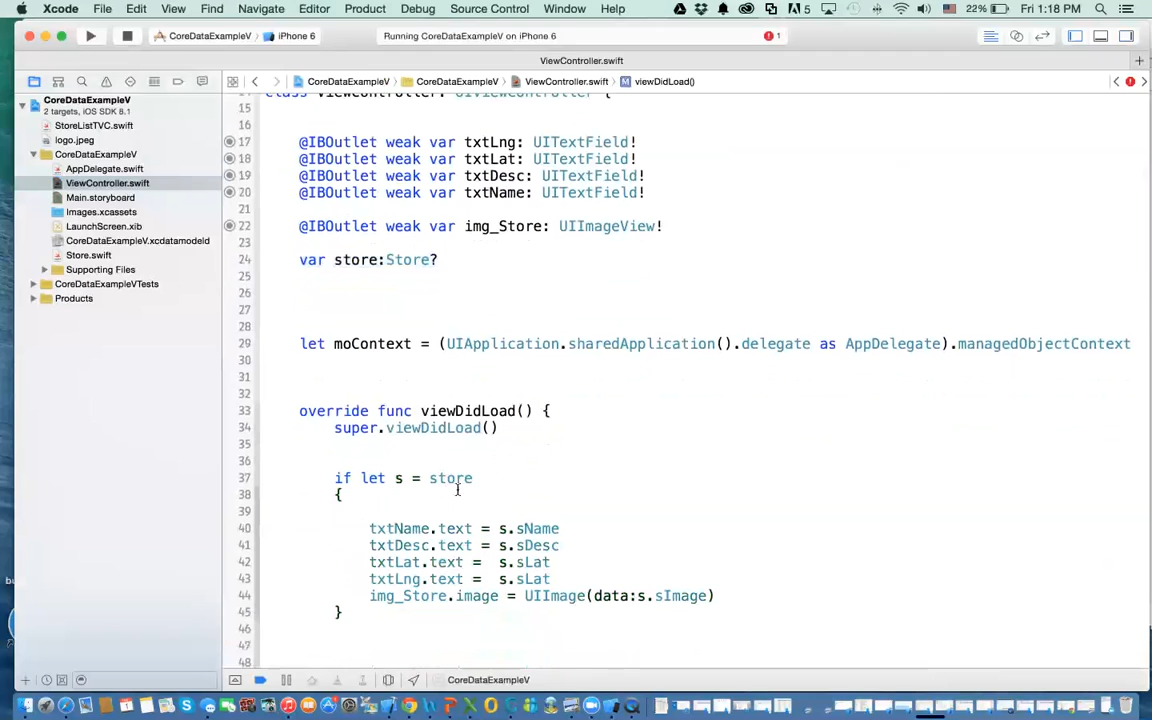 Xcode File Edit View Find Navigate Editor Product Debug Source Control Window Help 5 22% Fri 1:18 PM
CoreDataExampleV iPhone 6 Running CoreDataExampleV on iPhone 6 1
ViewController.swift
CoreDataExampleV CoreDataExampleV ViewController.swift M viewDidLoad()
CoreDataExampleV
2 targets, iOS SDK 8.1
StoreListTVC.swift
logo.jpeg
CoreDataExampleV
AppDelegate.swift
ViewController.swift
Main.storyboard
Images.xcassets
LaunchScreen.xib
CoreDataExampleV.xcdatamodeld
Store.swift
Supporting Files
CoreDataExampleVTests
Products
class ViewController: UIViewController {
15
16
17 @IBOutlet weak var txtLng: UITextField!
18 @IBOutlet weak var txtLat: UITextField!
19 @IBOutlet weak var txtDesc: UITextField!
20 @IBOutlet weak var txtName: UITextField!
21
22 @IBOutlet weak var img_Store: UIImageView!
23
24 var store:Store?
25
26
27
28
29 let moContext = (UIApplication.sharedApplication().delegate as AppDelegate).managedObjectContext
30
31
32
33 override func viewDidLoad() {
34 super.viewDidLoad()
35
36
37 if let s = store
38 {
39
40 txtName.text = s.sName
41 txtDesc.text = s.sDesc
42 txtLat.text = s.sLat
43 txtLng.text = s.sLat
44 img_Store.image = UIImage(data:s.sImage)
45 }
46
47
48
CoreDataExampleV